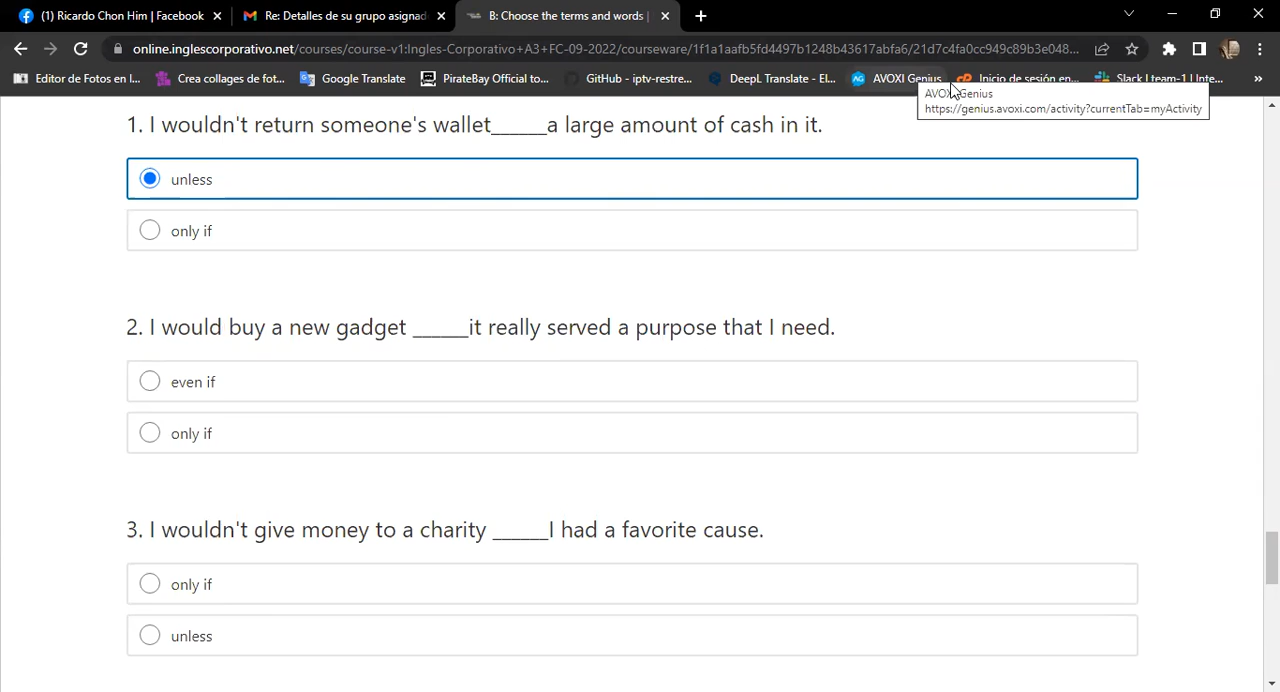 (1) Ricardo Chon Him | Facebook
Re: Detalles de su grupo asignad
B: Choose the terms and words |
online.inglescorporativo.net/courses/course-v1:Ingles-Corporativo+A3+FC-09-2022/courseware/1f1a1aafb5fd4497b1248b43617abfa6/21d7c4fa0cc949c89b3e048...
Editor de Fotos en l...
Crea collages de fot...
Google Translate
PirateBay Official to...
GitHub - iptv-restre...
DeepL Translate - El...
AG AVOXI Genius
cP Inicio de sesión en...
Slack | team-1 | Inte...
»
AVOXI Genius
https://genius.avoxi.com/activity?currentTab=myActivity
1. I wouldn't return someone's wallet______a large amount of cash in it.
unless
only if
2. I would buy a new gadget ______it really served a purpose that I need.
even if
only if
3. I wouldn't give money to a charity ______I had a favorite cause.
only if
unless